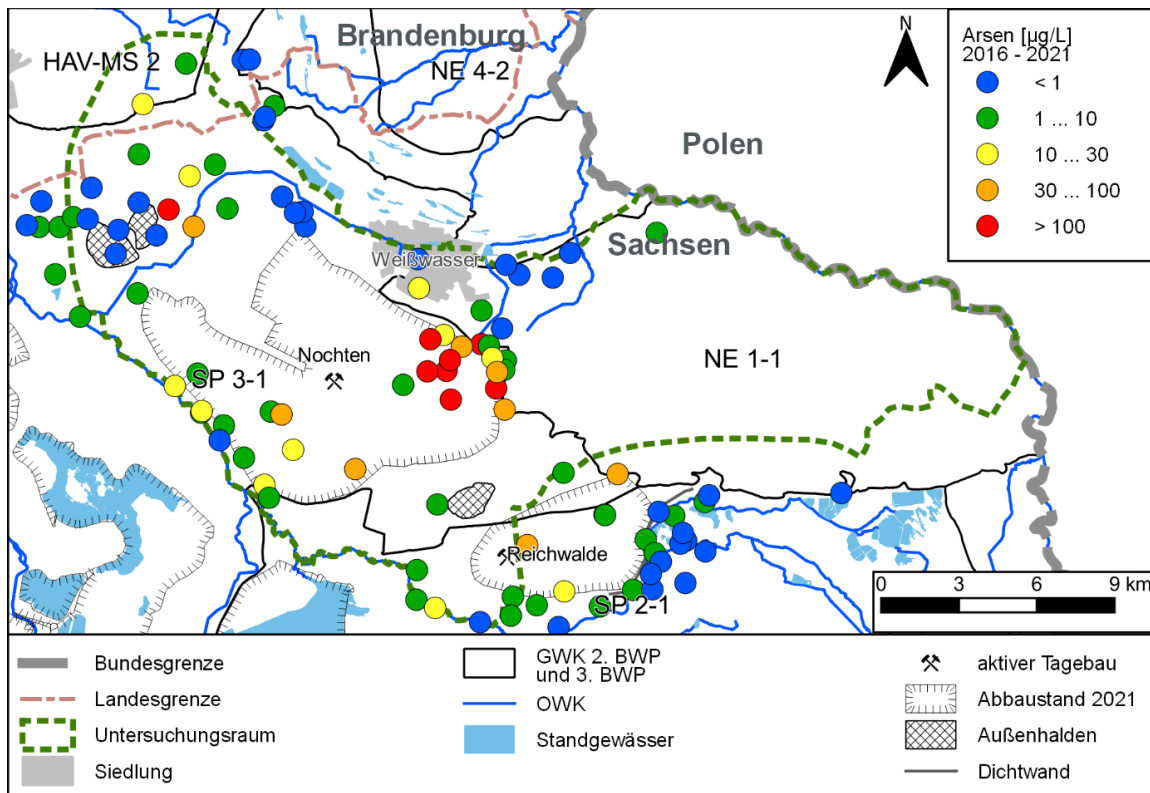 Brandenburg
HAV-MS 2
NE 4-2
N
Arsen [µg/L]
2016 - 2021
< 1
1 ... 10
10 ... 30
30 ... 100
> 100
Polen
Sachsen
Weißwasser
Nochten
SP 3-1
NE 1-1
Reichwalde
SP 2-1
0 3 6 9 km
Bundesgrenze
Landesgrenze
Untersuchungsraum
Siedlung
GWK 2. BWP
und 3. BWP
OWK
Standgewässer
aktiver Tagebau
Abbaustand 2021
Außenhalden
Dichtwand